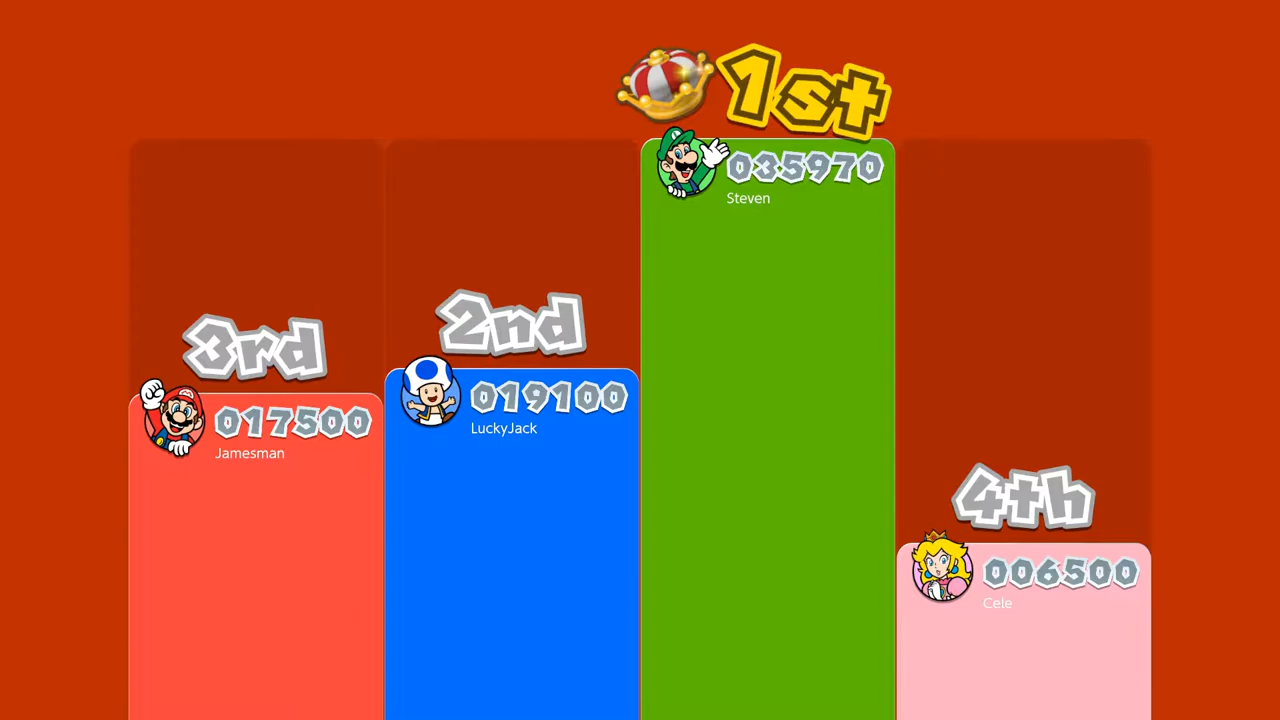 1st
035970
Steven
3rd
017500
Jamesman
2nd
019100
LuckyJack
4th
006500
Cele